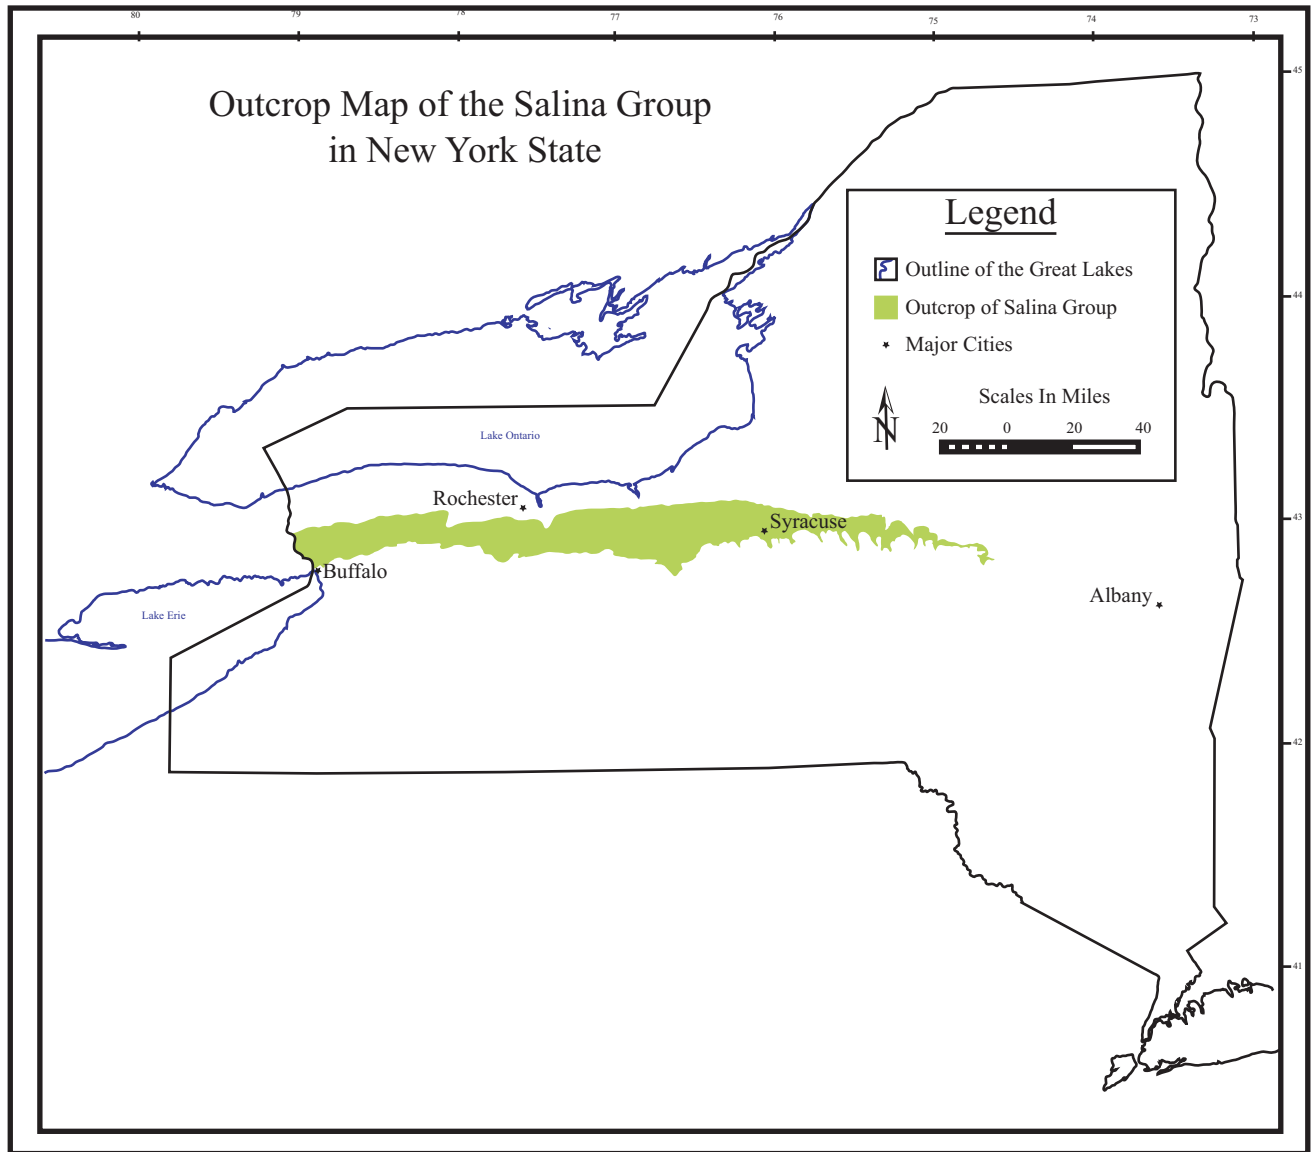 80 79 78 77 76 75 74 73
45
Outcrop Map of the Salina Group
in New York State
Legend
Outline of the Great Lakes
44
Outcrop of Salina Group
Major Cities
Scales In Miles
N
20 0 20 40
Lake Ontario
Rochester
43
Syracuse
Buffalo
Albany
Lake Erie
42
41